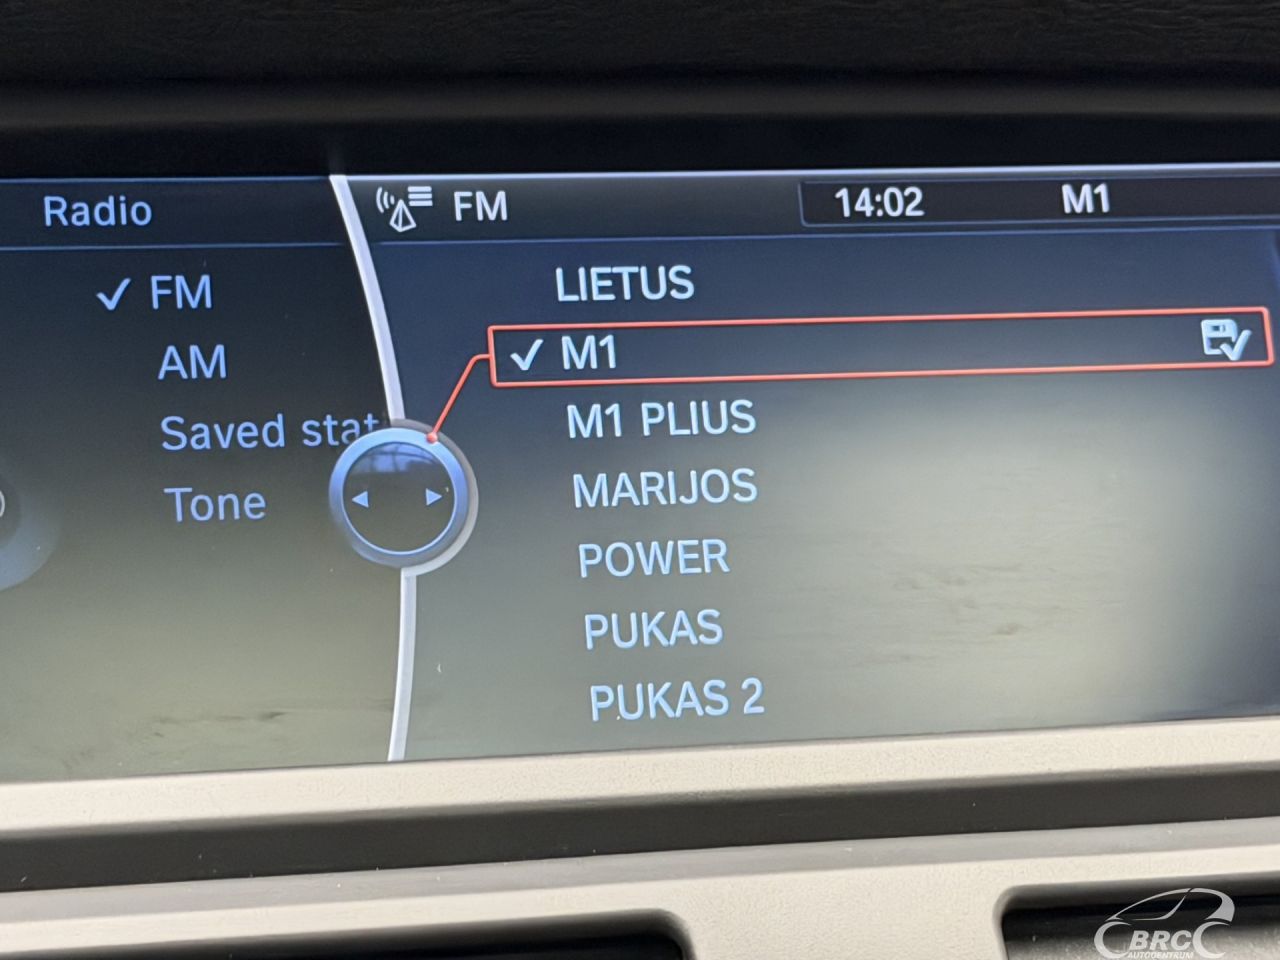 Radio
FM
AM
Saved stat
Tone
FM
14:02
M1
LIETUS
M1
M1 PLIUS
MARIJOS
POWER
PUKAS
PUKAS 2
BRC
AUTODENTRUM